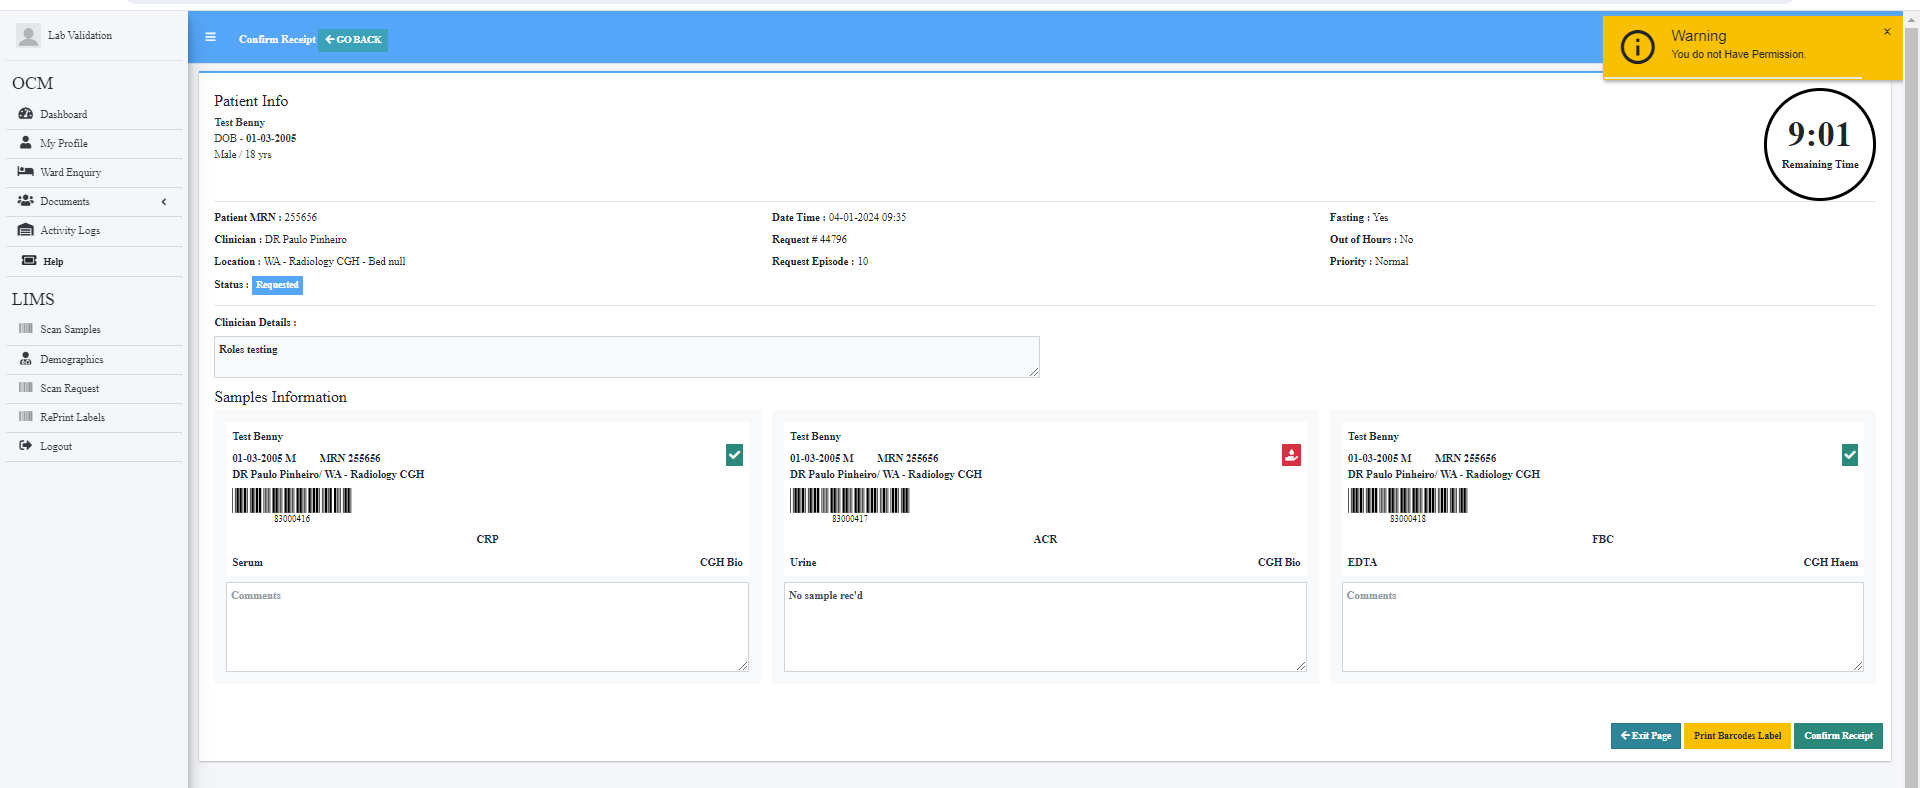 Lab Validation
OCM
Dashboard
My Profile
Ward Enquiry
Documents
Activity Logs
Help
LIMS
Scan Samples
Demographics
Scan Request
RePrint Labels
Logout
Confirm Receipt GO BACK
Warning
You do not Have Permission.
×
Patient Info
Test Benny
DOB - 01-03-2005
Male / 18 yrs
9:01
Remaining Time
Patient MRN : 255656
Date Time : 04-01-2024 09:35
Fasting : Yes
Clinician : DR Paulo Pinheiro
Request # 44796
Out of Hours : No
Location : WA - Radiology CGH - Bed null
Request Episode : 10
Priority : Normal
Status : Requested
Clinician Details :
Roles testing
Samples Information
Test Benny
01-03-2005 M MRN 255656
DR Paulo Pinheiro/ WA - Radiology CGH
83000416
CRP
Serum CGH Bio
Comments
Test Benny
01-03-2005 M MRN 255656
DR Paulo Pinheiro/ WA - Radiology CGH
83000417
ACR
Urine CGH Bio
No sample rec'd
Test Benny
01-03-2005 M MRN 255656
DR Paulo Pinheiro/ WA - Radiology CGH
83000418
FBC
EDTA CGH Haem
Comments
Exit Page
Print Barcodes Label
Confirm Receipt